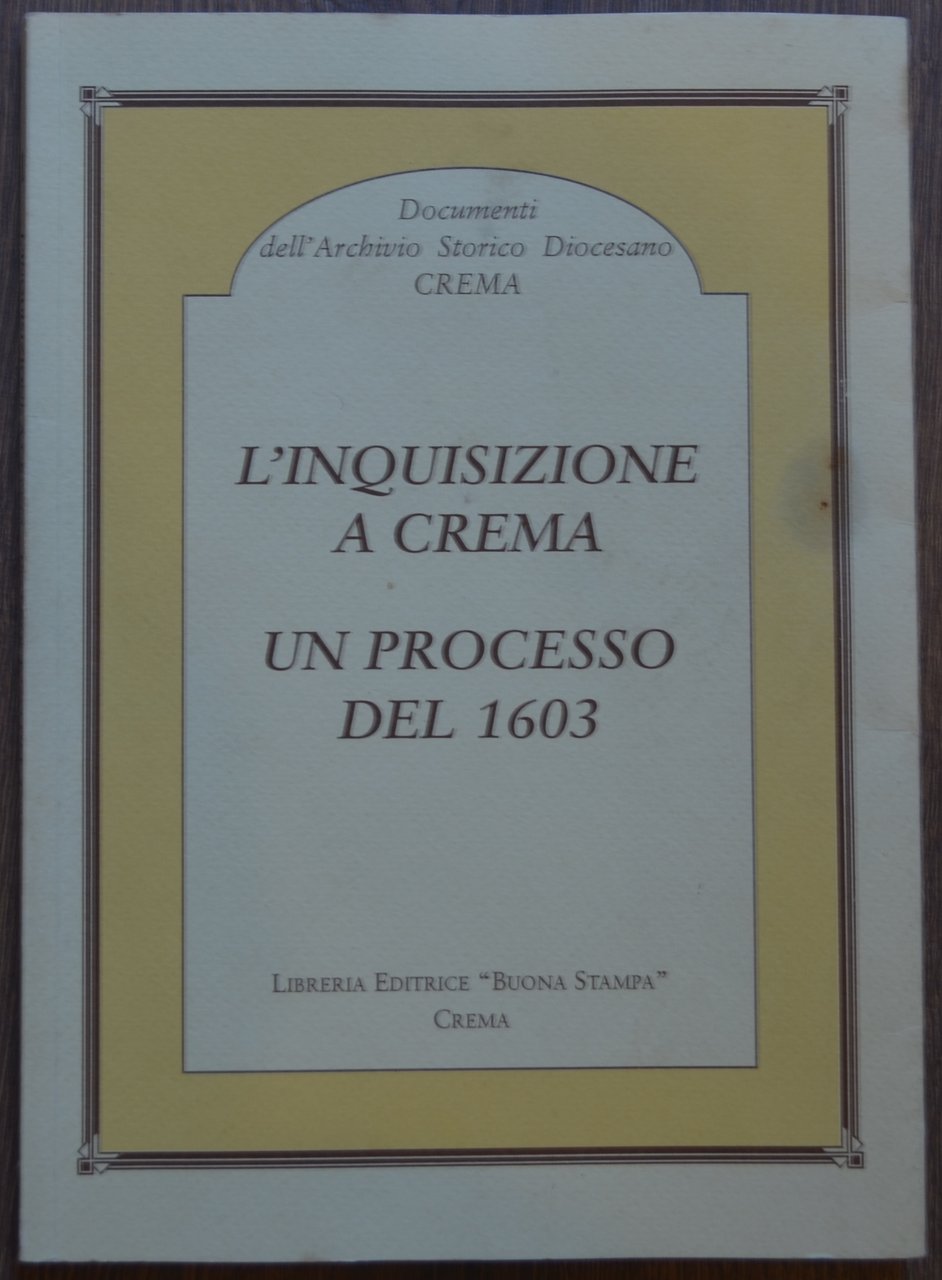 Documenti
dell'Archivio Storico Diocesano
CREMA
L'INQUISIZIONE
A CREMA
UN PROCESSO
DEL 1603
LIBRERIA EDITRICE “BUONA STAMPA”
CREMA